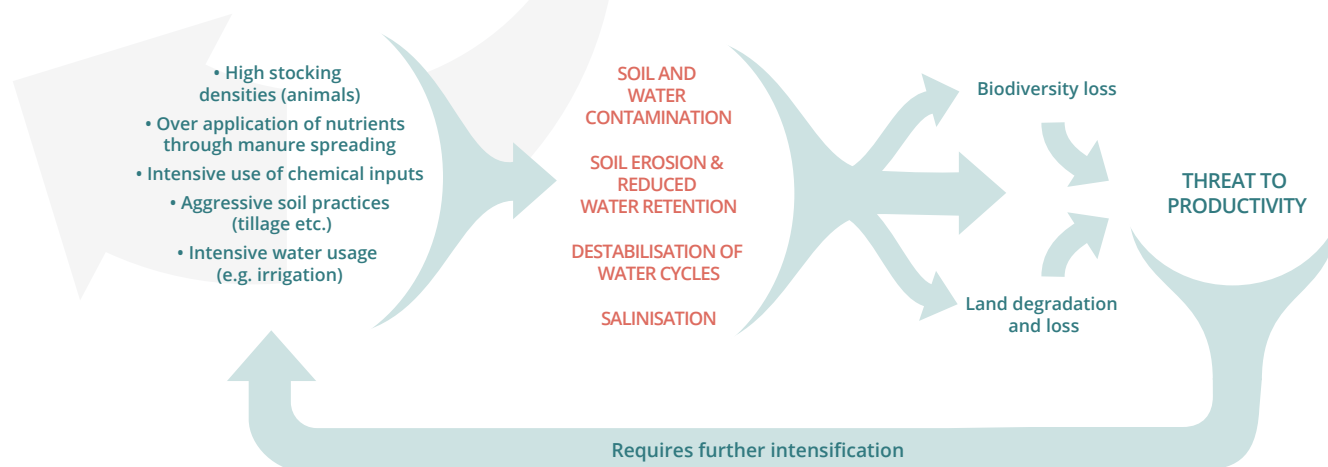 • High stocking
densities (animals)
• Over application of nutrients
through manure spreading
• Intensive use of chemical inputs
• Aggressive soil practices
(tillage etc.)
• Intensive water usage
(e.g. irrigation)
SOIL AND
WATER
CONTAMINATION
SOIL EROSION &
REDUCED
WATER RETENTION
DESTABILISATION OF
WATER CYCLES
SALINISATION
Biodiversity loss
Land degradation
and loss
THREAT TO
PRODUCTIVITY
Requires further intensification